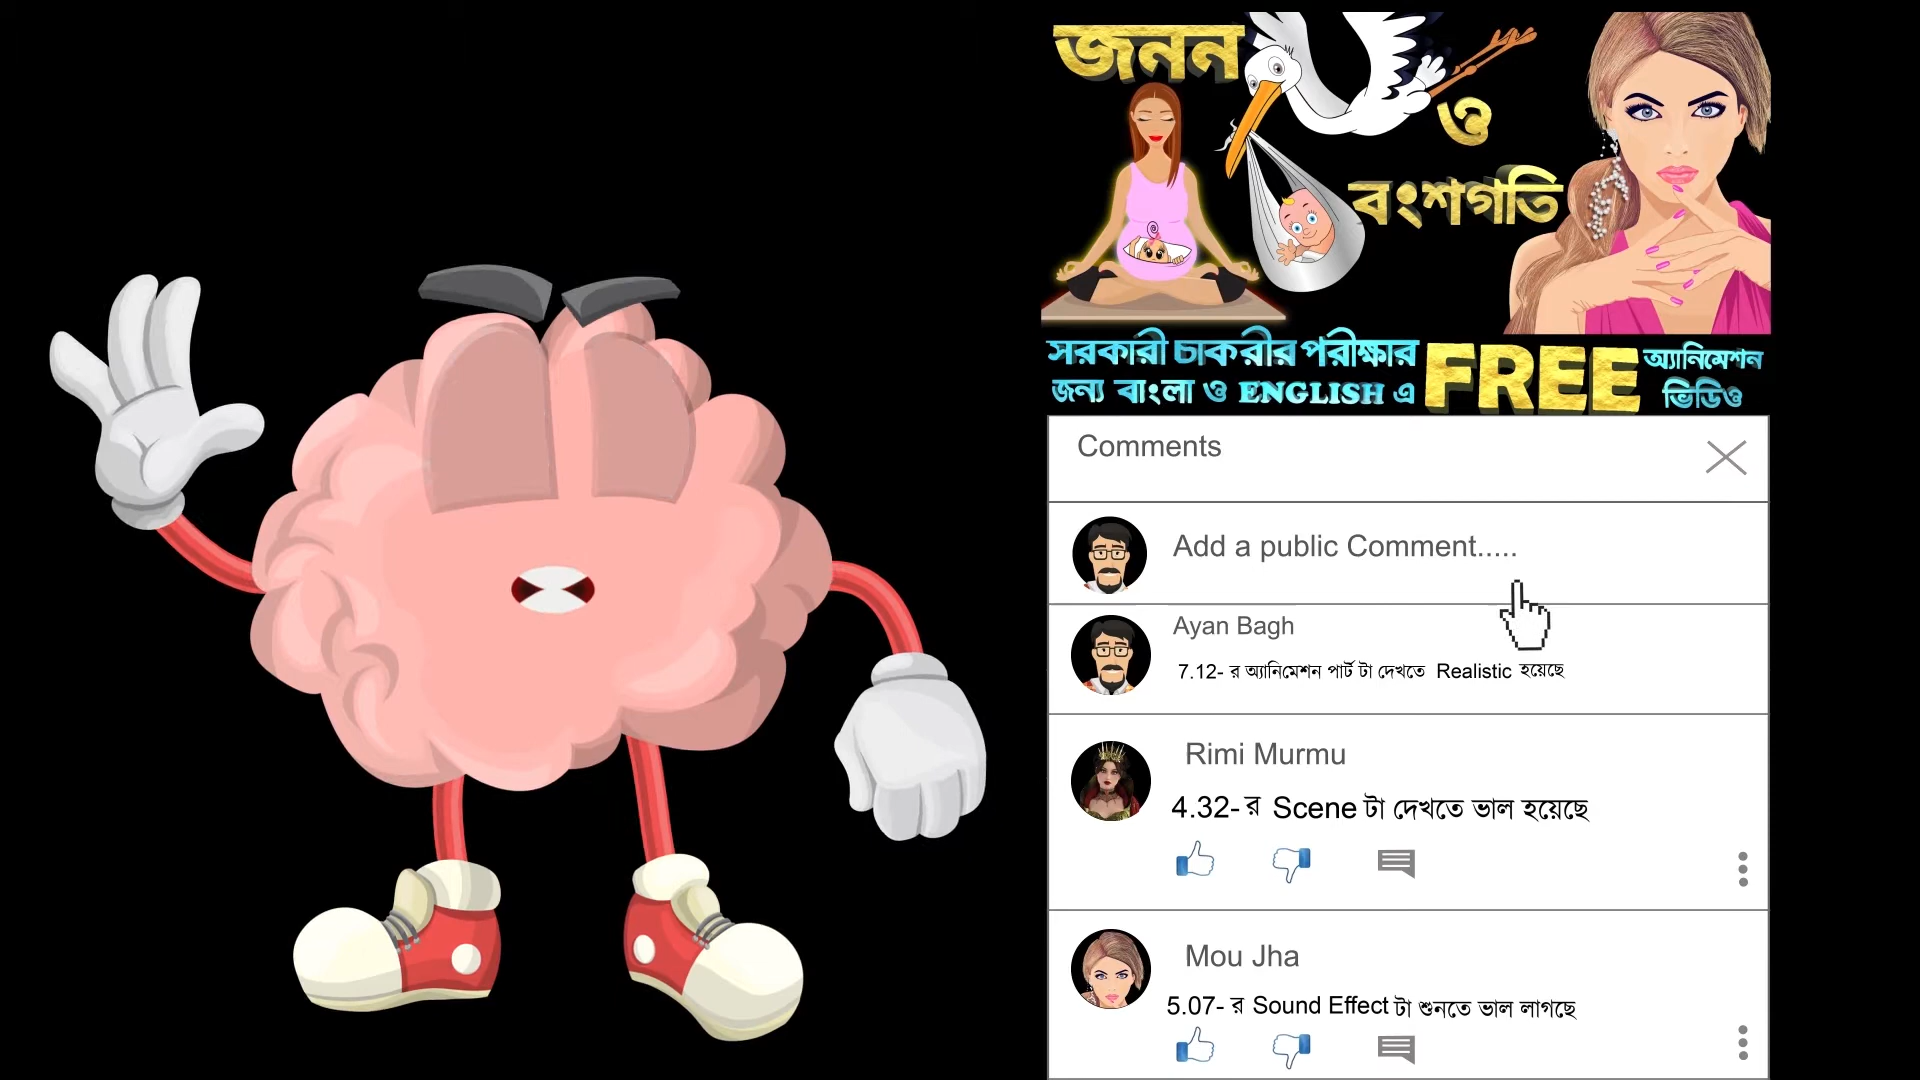 জনন
ও
বংশগতি
সরকারী চাকরীর পরীক্ষার
জন্য বাংলা ও ENGLISH এ
FREE
অ্যানিমেশন
ভিডিও
Comments
Add a public Comment.....
Ayan Bagh
7.12- র অ্যানিমেশন পার্ট টা দেখতে Realistic হয়েছে
Rimi Murmu
4.32- র Scene টা দেখতে ভাল হয়েছে
Mou Jha
5.07- র Sound Effect টা শুনতে ভাল লাগছে